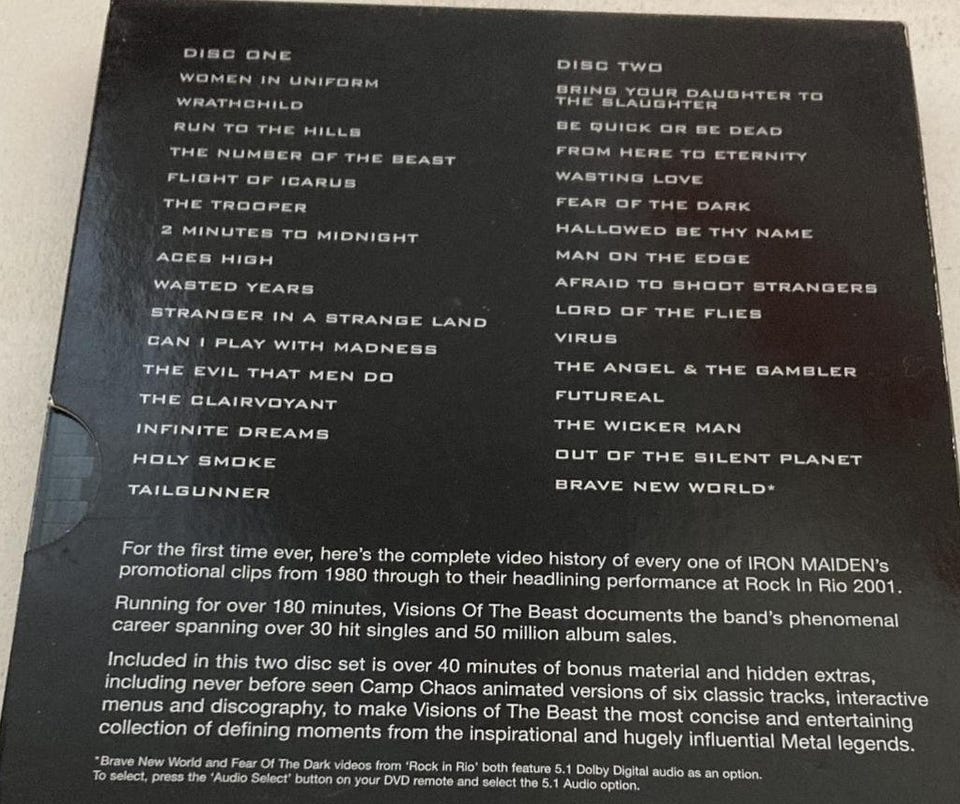 DISC ONE
WOMEN IN UNIFORM
WRATHCHILD
RUN TO THE HILLS
THE NUMBER OF THE BEAST
FLIGHT OF ICARUS
THE TROOPER
2 MINUTES TO MIDNIGHT
ACES HIGH
WASTED YEARS
STRANGER IN A STRANGE LAND
CAN I PLAY WITH MADNESS
THE EVIL THAT MEN DO
THE CLAIRVOYANT
INFINITE DREAMS
HOLY SMOKE
TAILGUNNER
DISC TWO
BRING YOUR DAUGHTER TO
THE SLAUGHTER
BE QUICK OR BE DEAD
FROM HERE TO ETERNITY
WASTING LOVE
FEAR OF THE DARK
HALLOWED BE THY NAME
MAN ON THE EDGE
AFRAID TO SHOOT STRANGERS
LORD OF THE FLIES
VIRUS
THE ANGEL & THE GAMBLER
FUTUREAL
THE WICKER MAN
OUT OF THE SILENT PLANET
BRAVE NEW WORLD*
For the first time ever, here's the complete video history of every one of IRON MAIDEN's
promotional clips from 1980 through to their headlining performance at Rock In Rio 2001.
Running for over 180 minutes, Visions Of The Beast documents the band's phenomenal
career spanning over 30 hit singles and 50 million album sales.
Included in this two disc set is over 40 minutes of bonus material and hidden extras,
including never before seen Camp Chaos animated versions of six classic tracks, interactive
menus and discography, to make Visions of The Beast the most concise and entertaining
collection of defining moments from the inspirational and hugely influential Metal legends.
*Brave New World and Fear Of The Dark videos from 'Rock in Rio' both feature 5.1 Dolby Digital audio as an option.
To select, press the 'Audio Select' button on your DVD remote and select the 5.1 Audio option.